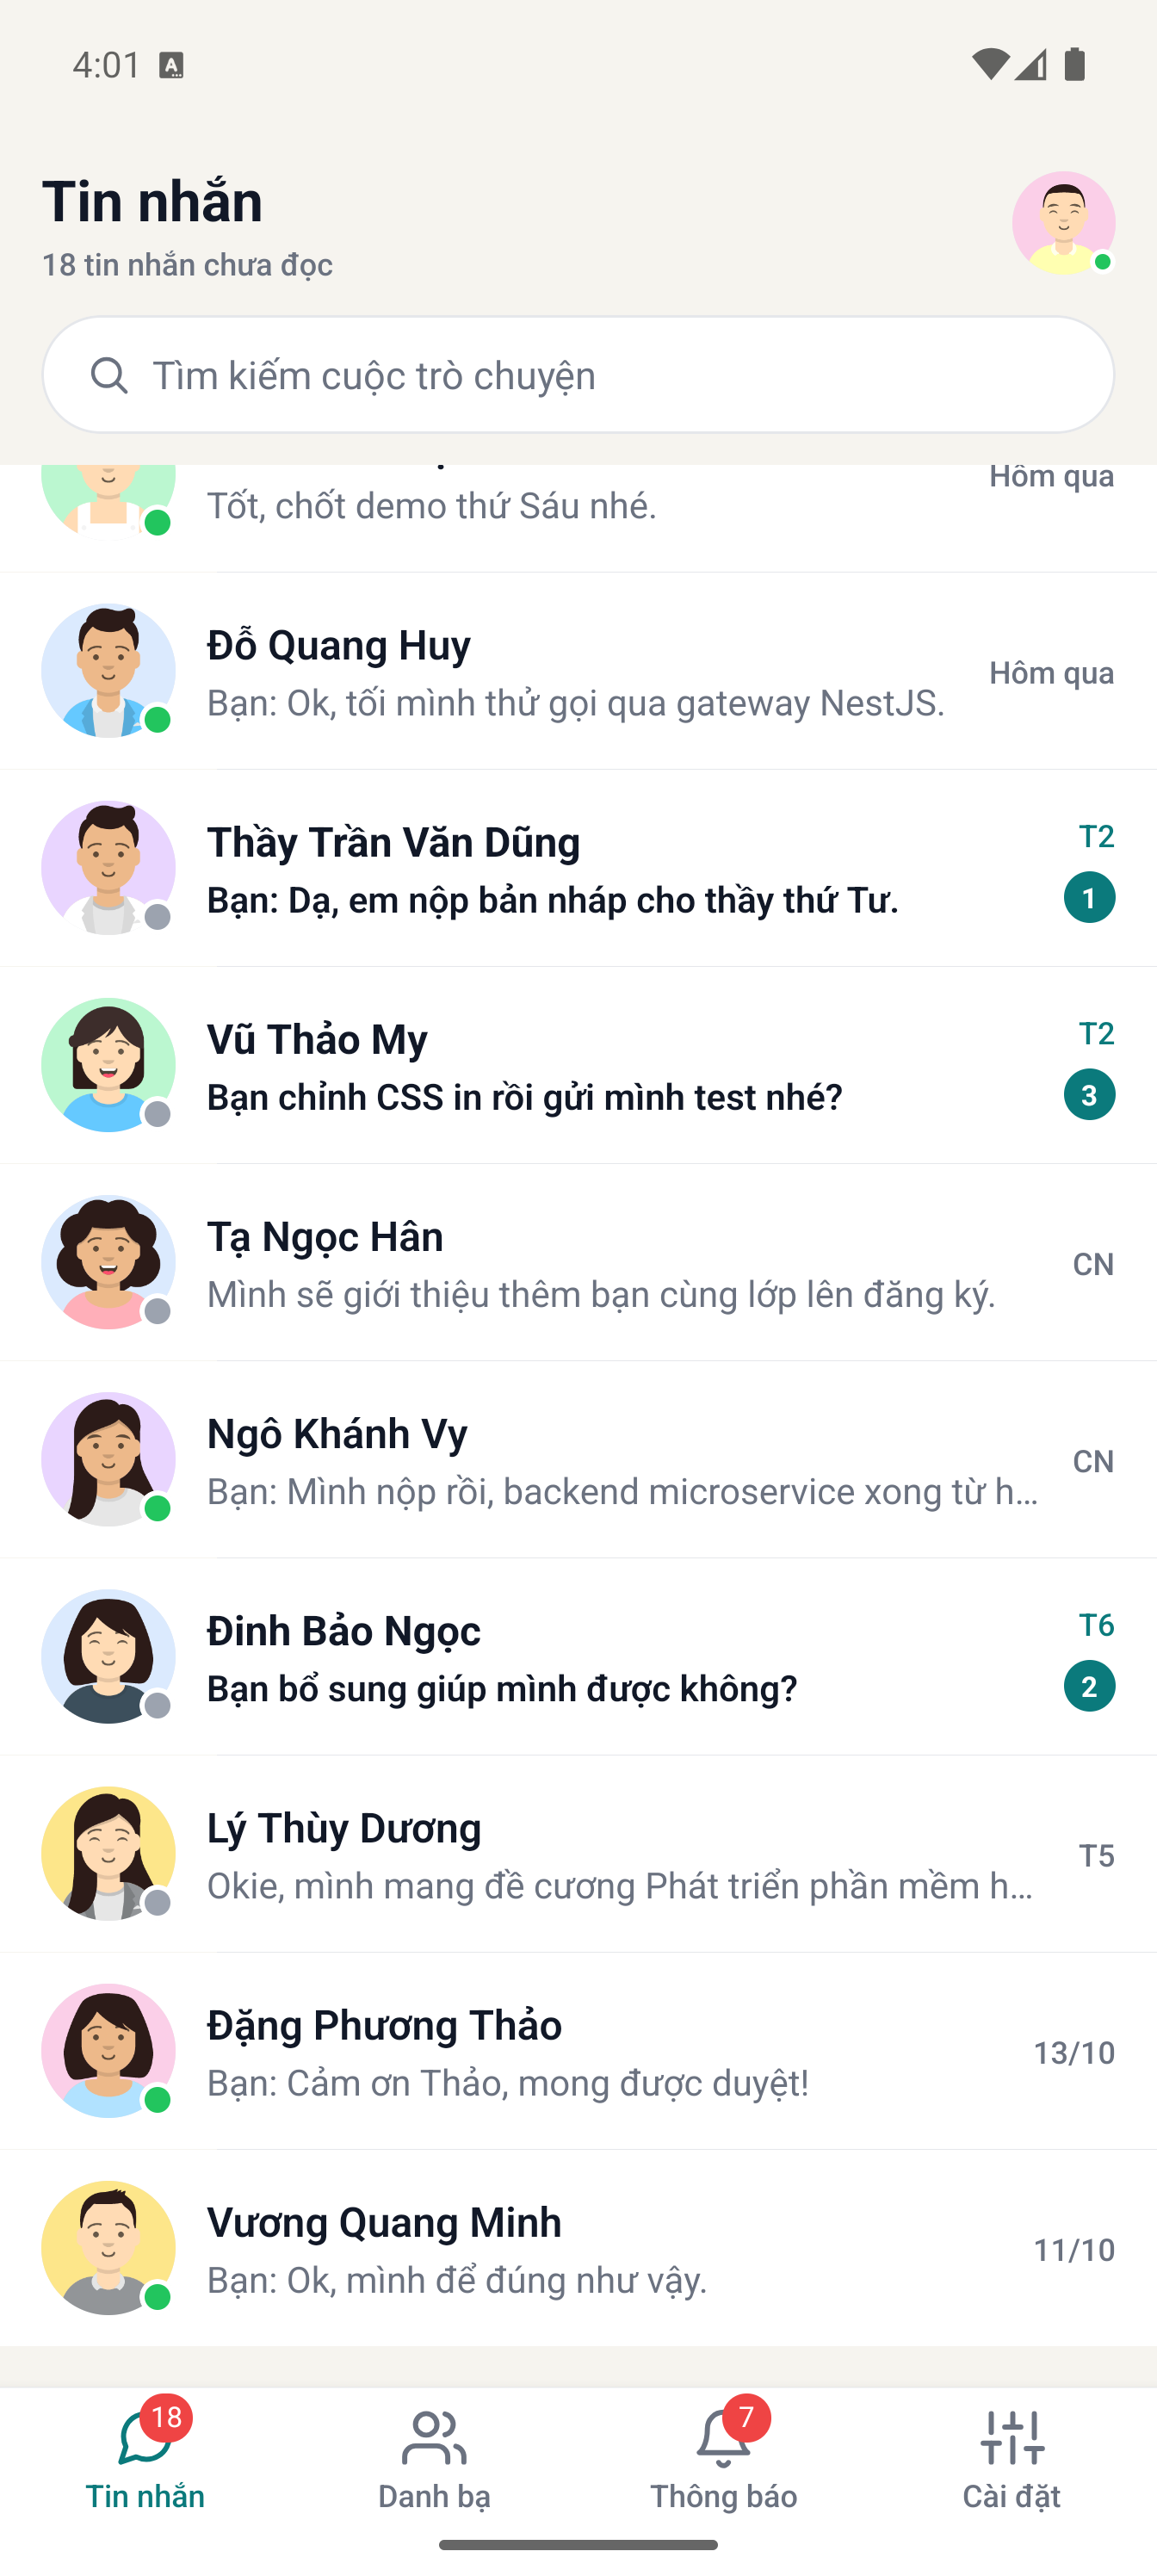 4:01
Tin nhắn
18 tin nhắn chưa đọc
Tìm kiếm cuộc trò chuyện
Hôm qua
Tốt, chốt demo thứ Sáu nhé.
Đỗ Quang Huy
Hôm qua
Bạn: Ok, tối mình thử gọi qua gateway NestJS.
Thầy Trần Văn Dũng
T2
Bạn: Dạ, em nộp bản nháp cho thầy thứ Tư.
1
Vũ Thảo My
T2
Bạn chỉnh CSS in rồi gửi mình test nhé?
3
Tạ Ngọc Hân
CN
Mình sẽ giới thiệu thêm bạn cùng lớp lên đăng ký.
Ngô Khánh Vy
CN
Bạn: Mình nộp rồi, backend microservice xong từ h...
Đinh Bảo Ngọc
T6
Bạn bổ sung giúp mình được không?
2
Lý Thùy Dương
T5
Okie, mình mang đề cương Phát triển phần mềm h...
Đặng Phương Thảo
13/10
Bạn: Cảm ơn Thảo, mong được duyệt!
Vương Quang Minh
11/10
Bạn: Ok, mình để đúng như vậy.
18
7
Tin nhắn
Danh bạ
Thông báo
Cài đặt